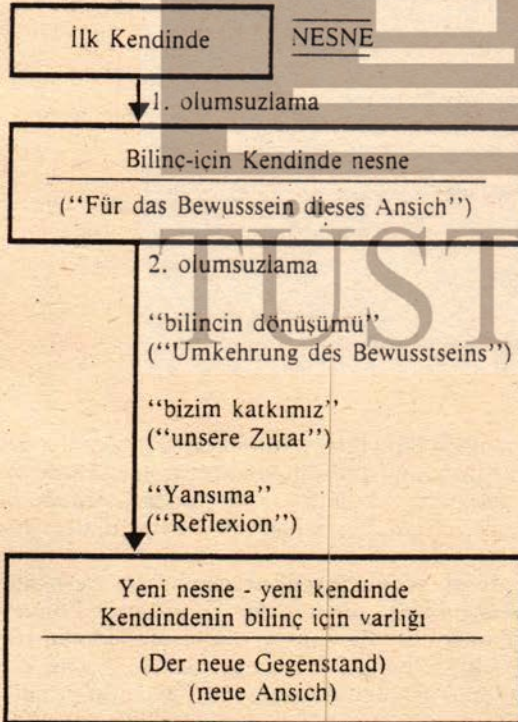 İlk Kendinde
NESNE
1. olumsuzlama
Bilinç-için Kendinde nesne
(“Für das Bewusssein dieses Ansich”)
2. olumsuzlama
“bilincin dönüşümü”
(“Umkehrung des Bewusstseins”)
“bizim katkımız”
(“unsere Zutat”)
“Yansıma”
(“Reflexion”)
Yeni nesne - yeni kendinde
Kendindenin bilinç için varlığı
(Der neue Gegenstand)
(neue Ansich)
TÜST